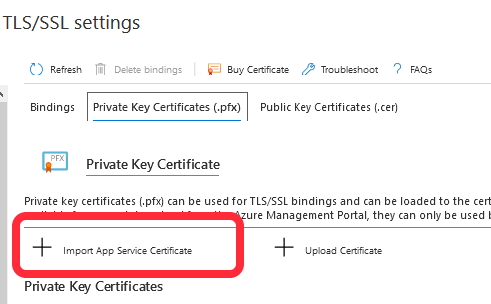 TLS/SSL settings
Refresh Delete bindings Buy Certificate Troubleshoot ? FAQs
Bindings Private Key Certificates (.pfx) Public Key Certificates (.cer)
PFX Private Key Certificate
Private key certificates (.pfx) can be used for TLS/SSL bindings and can be loaded to the cert
Azure Management Portal, they can only be used b
Import App Service Certificate Upload Certificate
Private Key Certificates